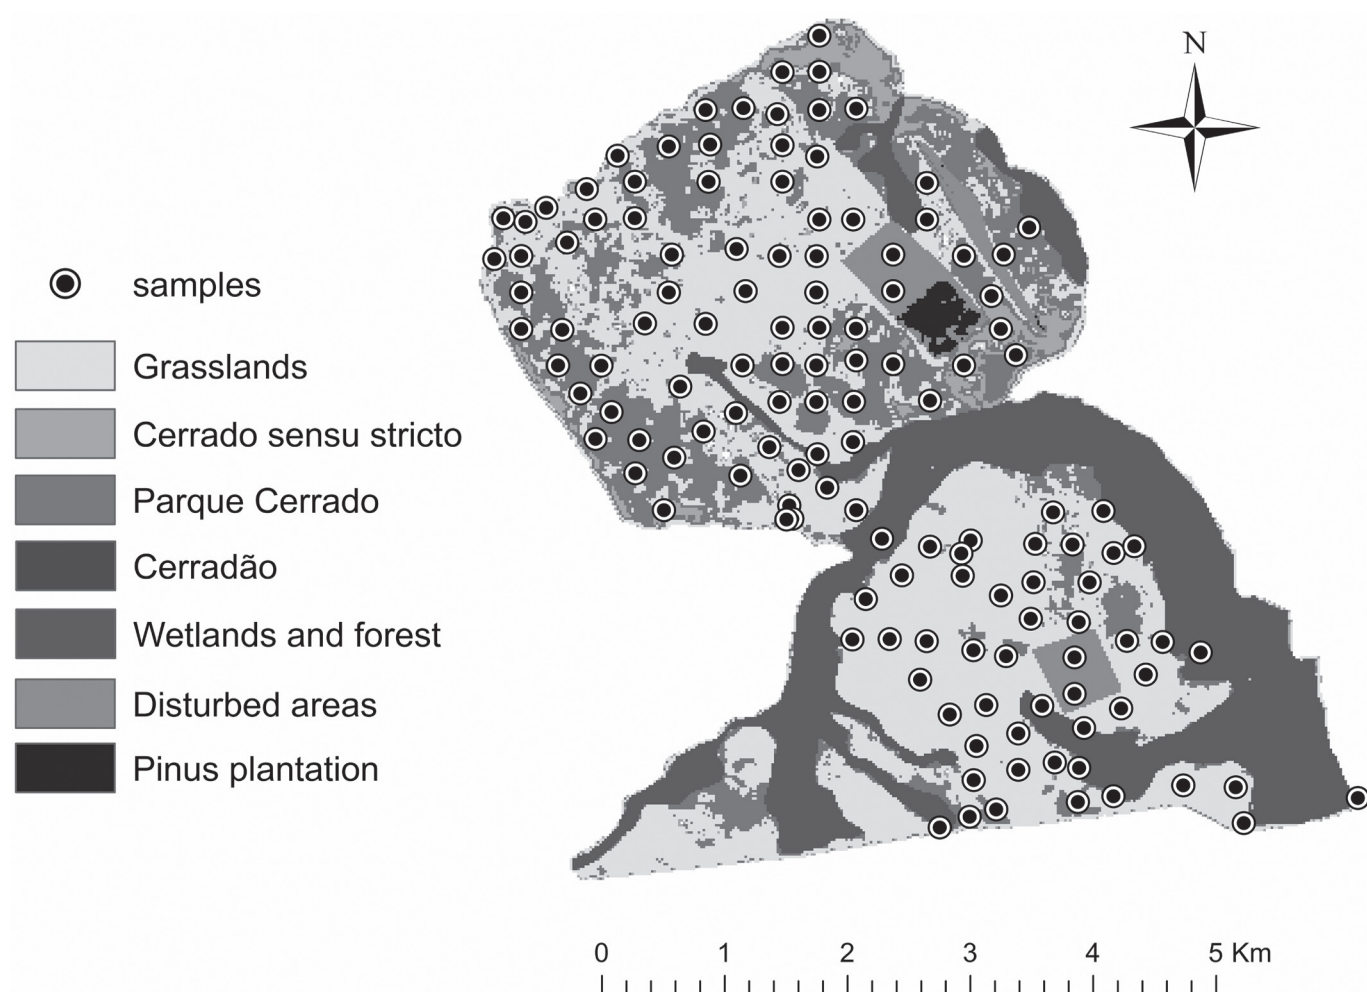 N
samples
Grasslands
Cerrado sensu stricto
Parque Cerrado
Cerradão
Wetlands and forest
Disturbed areas
Pinus plantation
0 1 2 3 4 5 Km